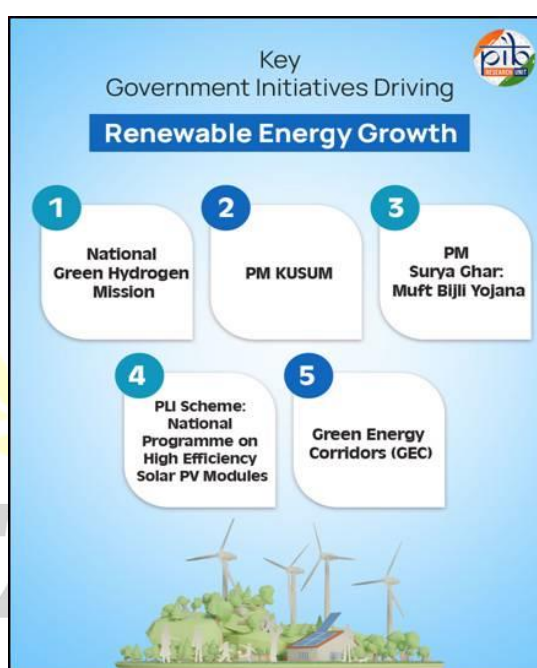 Key
Government Initiatives Driving
Renewable Energy Growth
pib
RESEARCH UNIT
1
National
Green Hydrogen
Mission
2
PM KUSUM
3
PM
Surya Ghar:
Muft Bijli Yojana
4
PLI Scheme:
National
Programme on
High Efficiency
Solar PV Modules
5
Green Energy
Corridors (GEC)